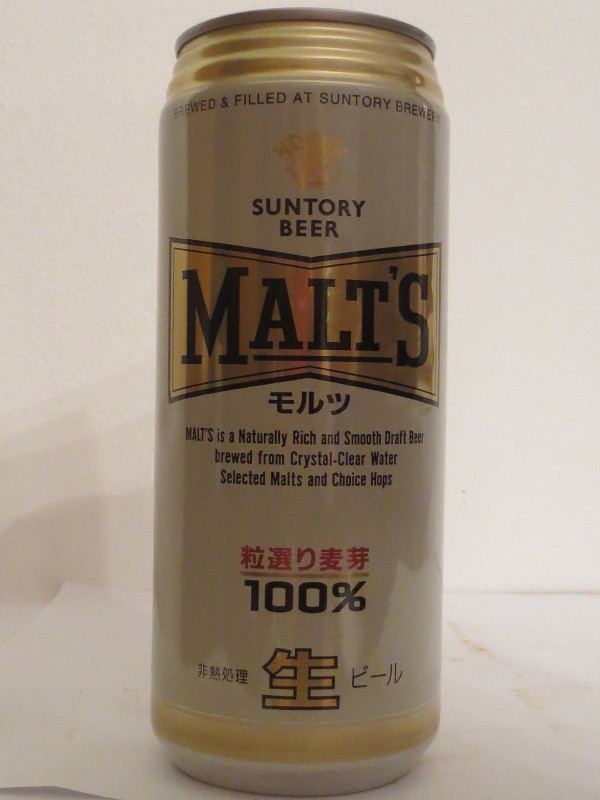 BREWED & FILLED AT SUNTORY BREWERY
SUNTORY
BEER
MALT'S
モルツ
MALT'S is a Naturally Rich and Smooth Draft Beer
brewed from Crystal-Clear Water
Selected Malts and Choice Hops
粒選り麦芽
100%
非熱処理 生 ビール